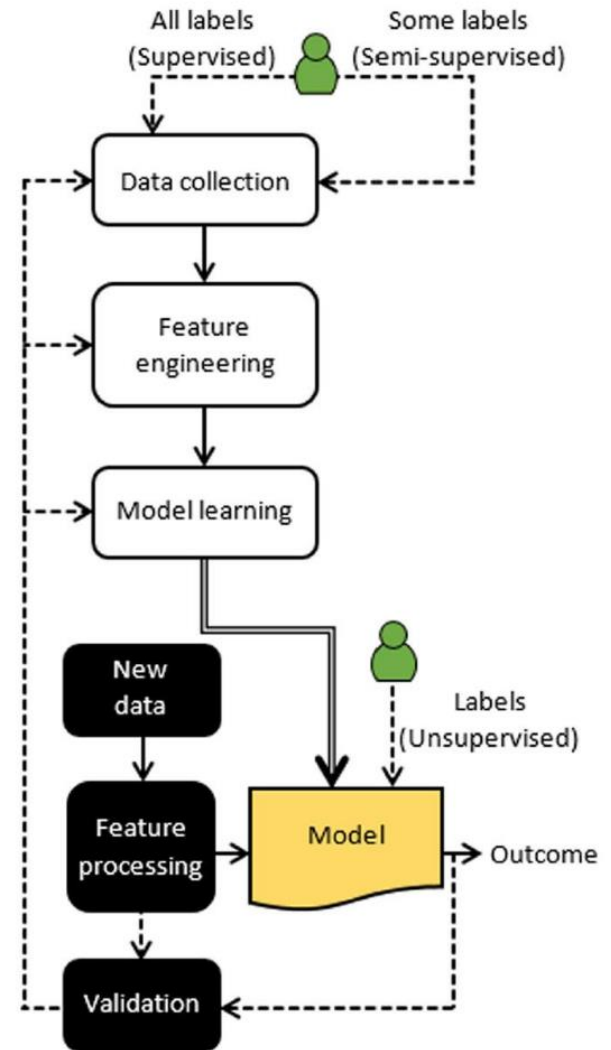 All labels
(Supervised)
Some labels
(Semi-supervised)
Data collection
Feature
engineering
Model learning
New
data
Labels
(Unsupervised)
Feature
processing
Model
Outcome
Validation